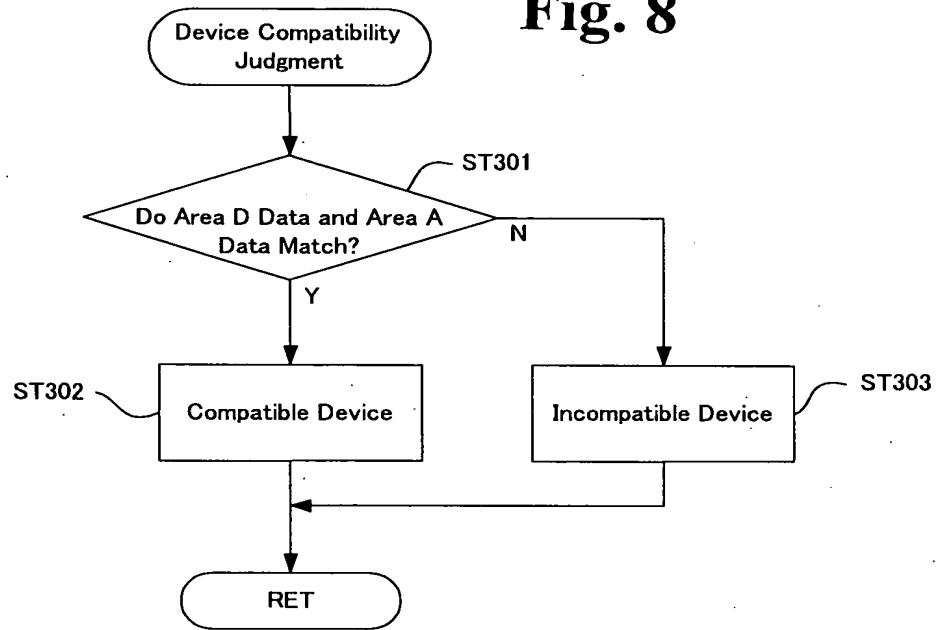 Fig. 8
Device Compatibility
Judgment
ST301
Do Area D Data and Area A
Data Match?
N
Y
ST302
Compatible Device
Incompatible Device
ST303
RET